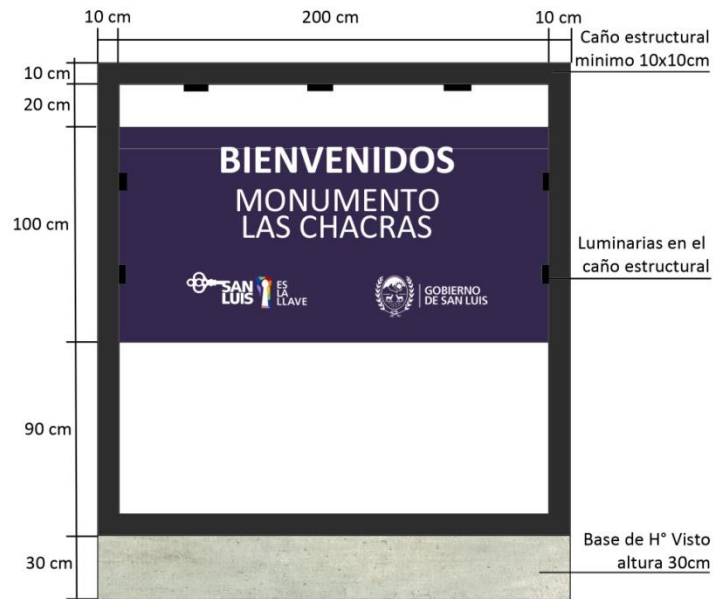 10 cm 200 cm 10 cm
Caño estructural
minimo 10x10cm
10 cm
20 cm
BIENVENIDOS
MONUMENTO
LAS CHACRAS
100 cm
Luminarias en el
caño estructural
SAN
LUIS
ES
LA
LLAVE
GOBIERNO
DE SAN LUIS
90 cm
Base de H° Visto
altura 30cm
30 cm